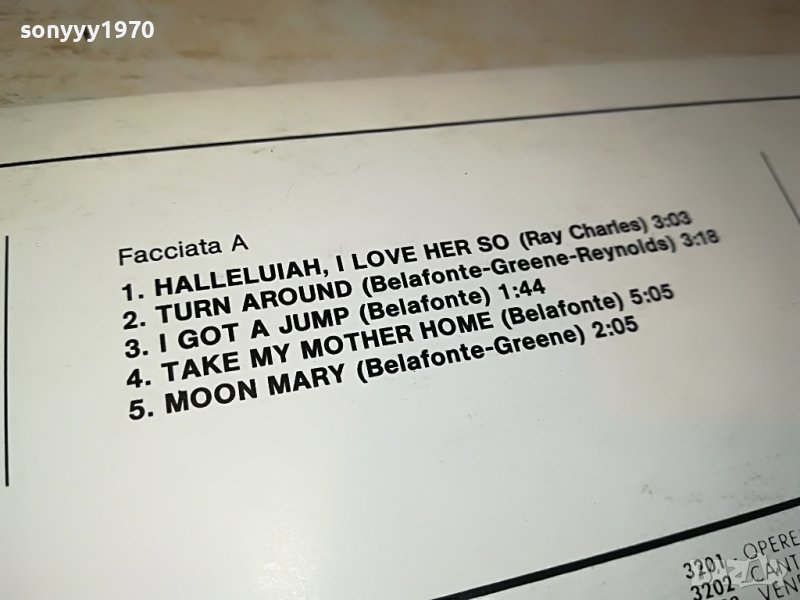 sonyyy1970
Facciata A
1. HALLELUIAH, I LOVE HER SO (Ray Charles) 3:03
2. TURN AROUND (Belafonte-Greene-Reynolds) 3:18
3. I GOT A JUMP (Belafonte) 1:44
4. TAKE MY MOTHER HOME (Belafonte) 5:05
5. MOON MARY (Belafonte-Greene) 2:05
3201 - OPERE
3202